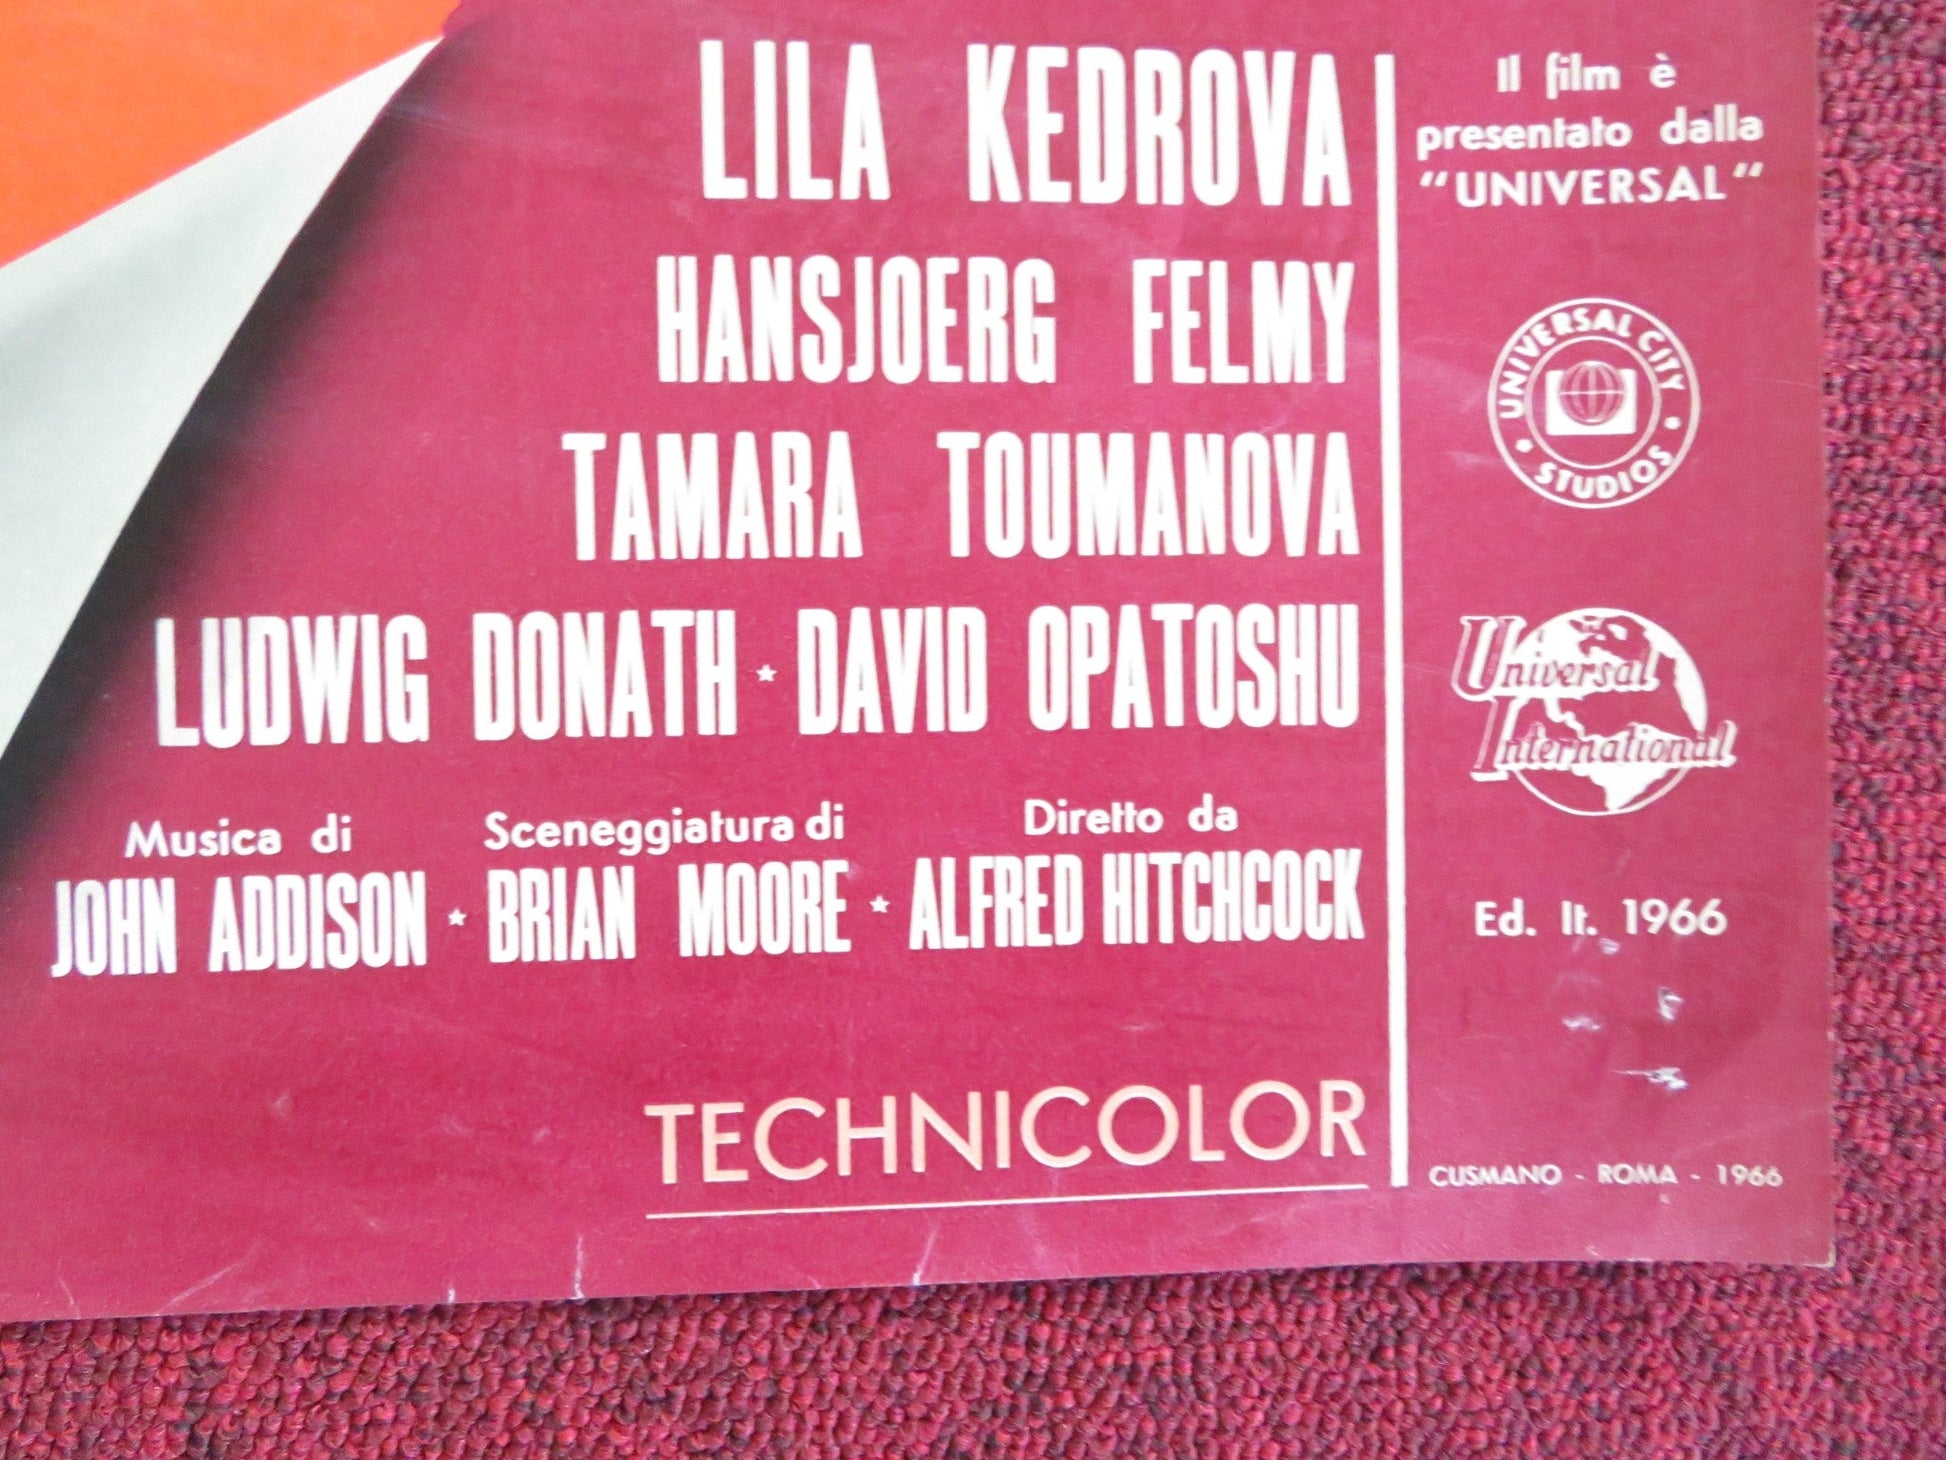 LILA KEDROVA
HANSJOERG FELMY
TAMARA TOUMANOVA
LUDWIG DONATH ★ DAVID OPATOSHU
Musica di Sceneggiatura di Diretto da
JOHN ADDISON ★ BRIAN MOORE ★ ALFRED HITCHCOCK
TECHNICOLOR
Il film è
presentato dalla
"UNIVERSAL"
UNIVERSAL CITY • STUDIOS •
Universal
International
Ed. It. 1966
CUSMANO - ROMA - 1966